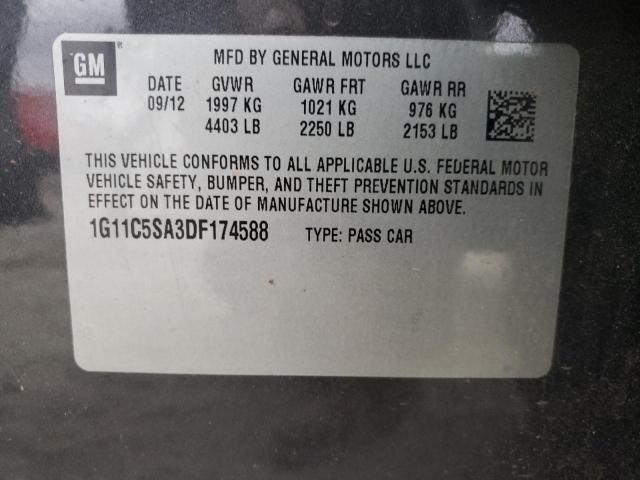 GM®
MFD BY GENERAL MOTORS LLC
DATE GVWR GAWR FRT GAWR RR
09/12 1997 KG 1021 KG 976 KG
4403 LB 2250 LB 2153 LB
THIS VEHICLE CONFORMS TO ALL APPLICABLE U.S. FEDERAL MOTOR
VEHICLE SAFETY, BUMPER, AND THEFT PREVENTION STANDARDS IN
EFFECT ON THE DATE OF MANUFACTURE SHOWN ABOVE.
1G11C5SA3DF174588 TYPE: PASS CAR